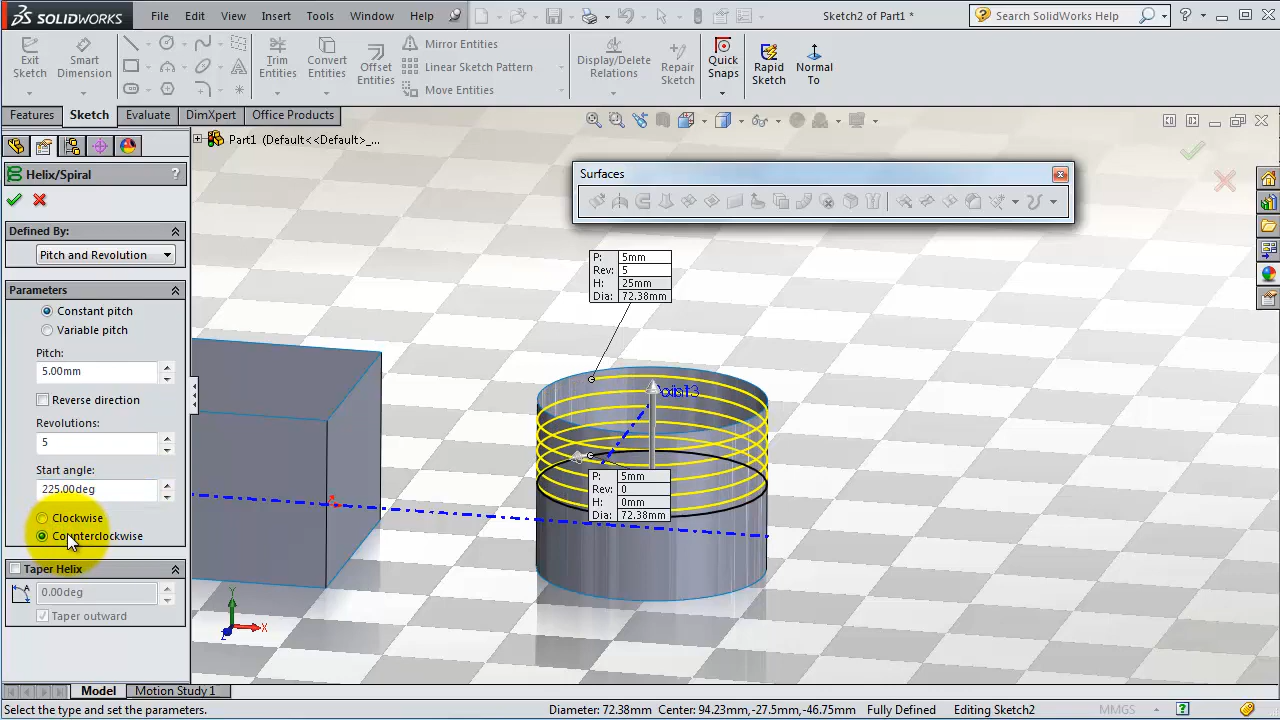 SOLIDWORKS File Edit View Insert Tools Window Help Sketch2 of Part1 * Search SolidWorks Help
Exit Sketch
Smart Dimension
Trim Entities
Convert Entities
Offset Entities
Mirror Entities
Linear Sketch Pattern
Move Entities
Display/Delete Relations
Repair Sketch
Quick Snaps
Rapid Sketch
Normal To
Features Sketch Evaluate DimXpert Office Products
Part1 (Default<<Default>_...
Helix/Spiral ?
Surfaces
Defined By:
Pitch and Revolution
P: 5mm
Rev: 5
H: 25mm
Dia: 72.38mm
Parameters
Constant pitch
Variable pitch
Pitch:
5.00mm
Reverse direction
Revolutions:
5
Start angle:
225.00deg
Clockwise
Counterclockwise
P: 5mm
Rev: 0
H: 0mm
Dia: 72.38mm
Taper Helix
0.00deg
Taper outward
Y
X
Z
Model Motion Study 1
Select the type and set the parameters. Diameter: 72.38mm Center: 94.23mm,-27.5mm,-46.75mm Fully Defined Editing Sketch2 MMGS ?